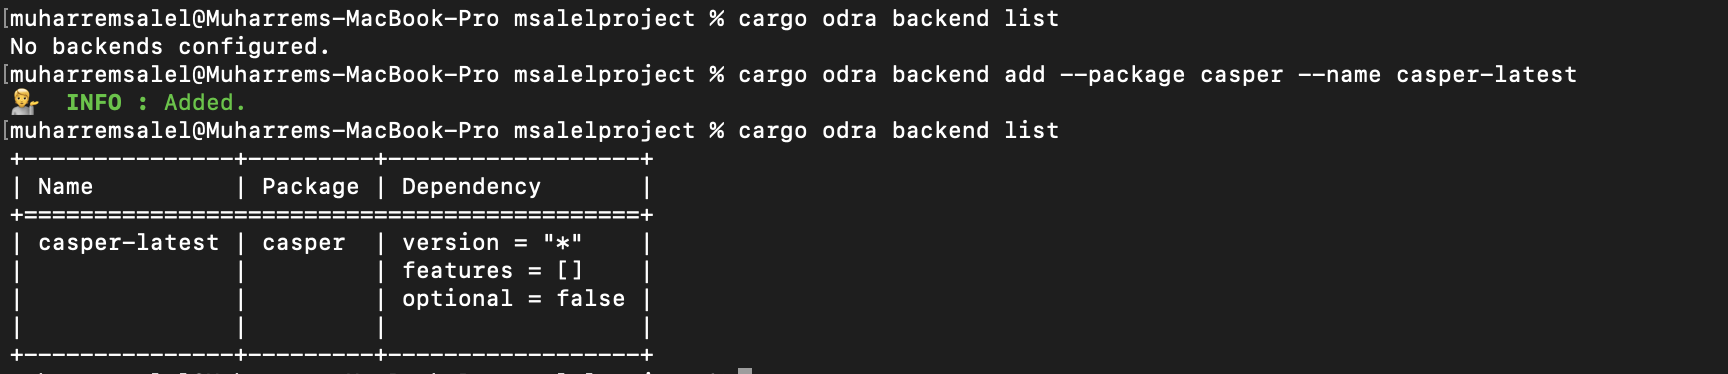 [muharremsalel@Muharrems-MacBook-Pro msalelproject % cargo odra backend list
No backends configured.
[muharremsalel@Muharrems-MacBook-Pro msalelproject % cargo odra backend add --package casper --name casper-latest
💁 INFO : Added.
[muharremsalel@Muharrems-MacBook-Pro msalelproject % cargo odra backend list
+---------------+---------+------------------+
| Name          | Package | Dependency       |
+============================================+
| casper-latest | casper  | version = "*"    |
|               |         | features = []    |
|               |         | optional = false |
|               |         |                  |
+---------------+---------+------------------+